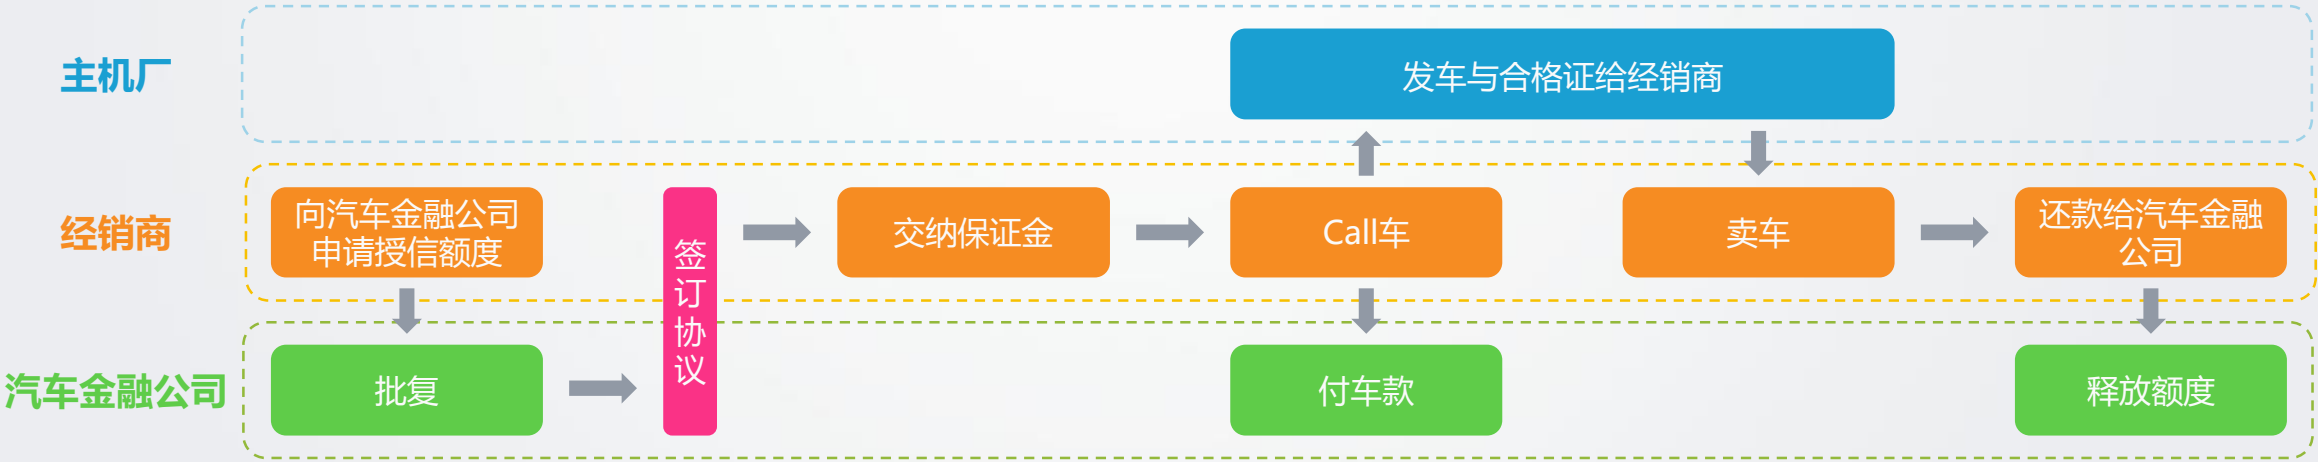 主机厂
发车与合格证给经销商
经销商
向汽车金融公司
申请授信额度
签
订
协
议
交纳保证金
Call车
卖车
还款给汽车金融
公司
汽车金融公司
批复
付车款
释放额度